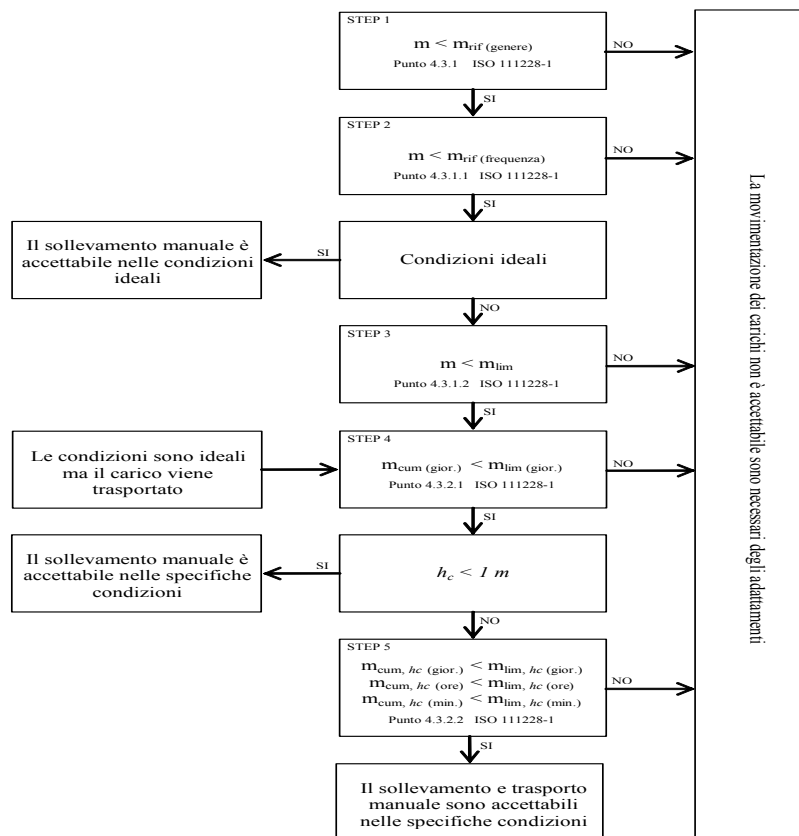 STEP 1
m < mrif (genere)
Punto 4.3.1 ISO 111228-1
NO
SI
STEP 2
m < mrif (frequenza)
Punto 4.3.1.1 ISO 111228-1
NO
SI
Il sollevamento manuale è
accettabile nelle condizioni
ideali
SI
Condizioni ideali
NO
STEP 3
m < mlim
Punto 4.3.1.2 ISO 111228-1
NO
SI
Le condizioni sono ideali
ma il carico viene
trasportato
STEP 4
mcum (gior.) < mlim (gior.)
Punto 4.3.2.1 ISO 111228-1
NO
SI
Il sollevamento manuale è
accettabile nelle specifiche
condizioni
SI
hc < 1 m
NO
STEP 5
mcum, hc (gior.) < mlim, hc (gior.)
mcum, hc (ore) < mlim, hc (ore)
mcum, hc (min.) < mlim, hc (min.)
Punto 4.3.2.2 ISO 111228-1
NO
SI
Il sollevamento e trasporto
manuale sono accettabili
nelle specifiche condizioni
La movimentazione dei carichi non è accettabile sono necessari degli adattamenti